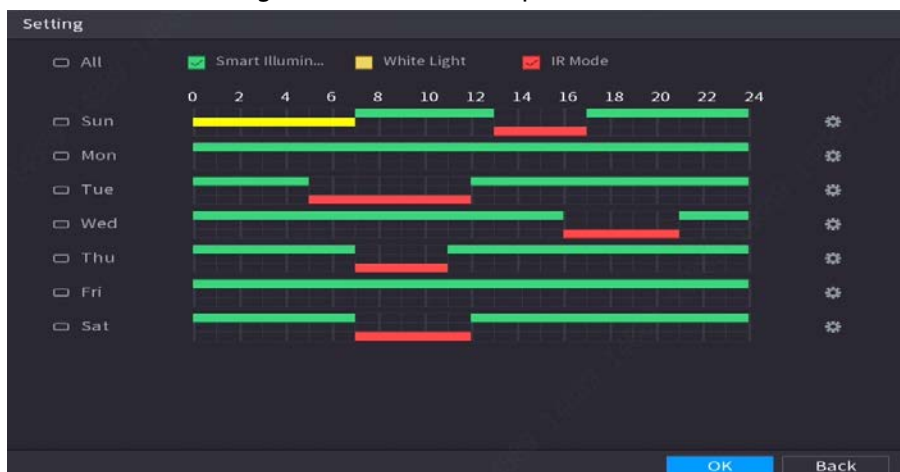 Setting
All Smart Illumin... White Light IR Mode
0 2 4 6 8 10 12 14 16 18 20 22 24
Sun
Mon
Tue
Wed
Thu
Fri
Sat
OK Back